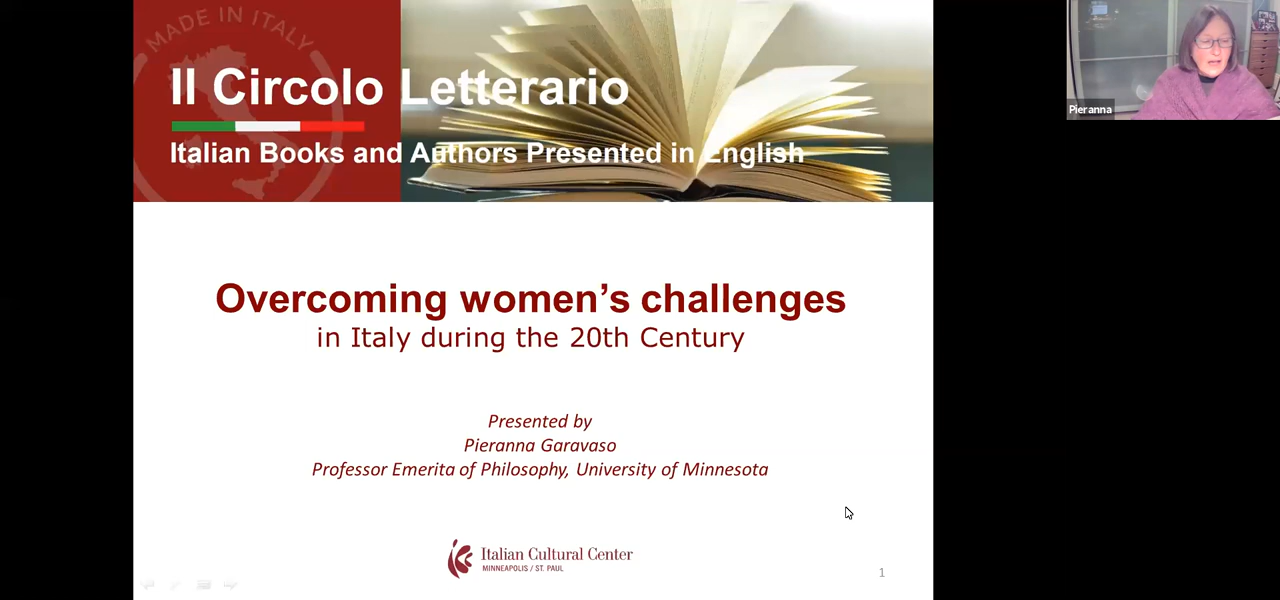 MADE IN ITALY
Il Circolo Letterario
Italian Books and Authors Presented in English
Pieranna
Overcoming women's challenges
in Italy during the 20th Century
Presented by
Pieranna Garavaso
Professor Emerita of Philosophy, University of Minnesota
Italian Cultural Center
MINNEAPOLIS / ST. PAUL
1